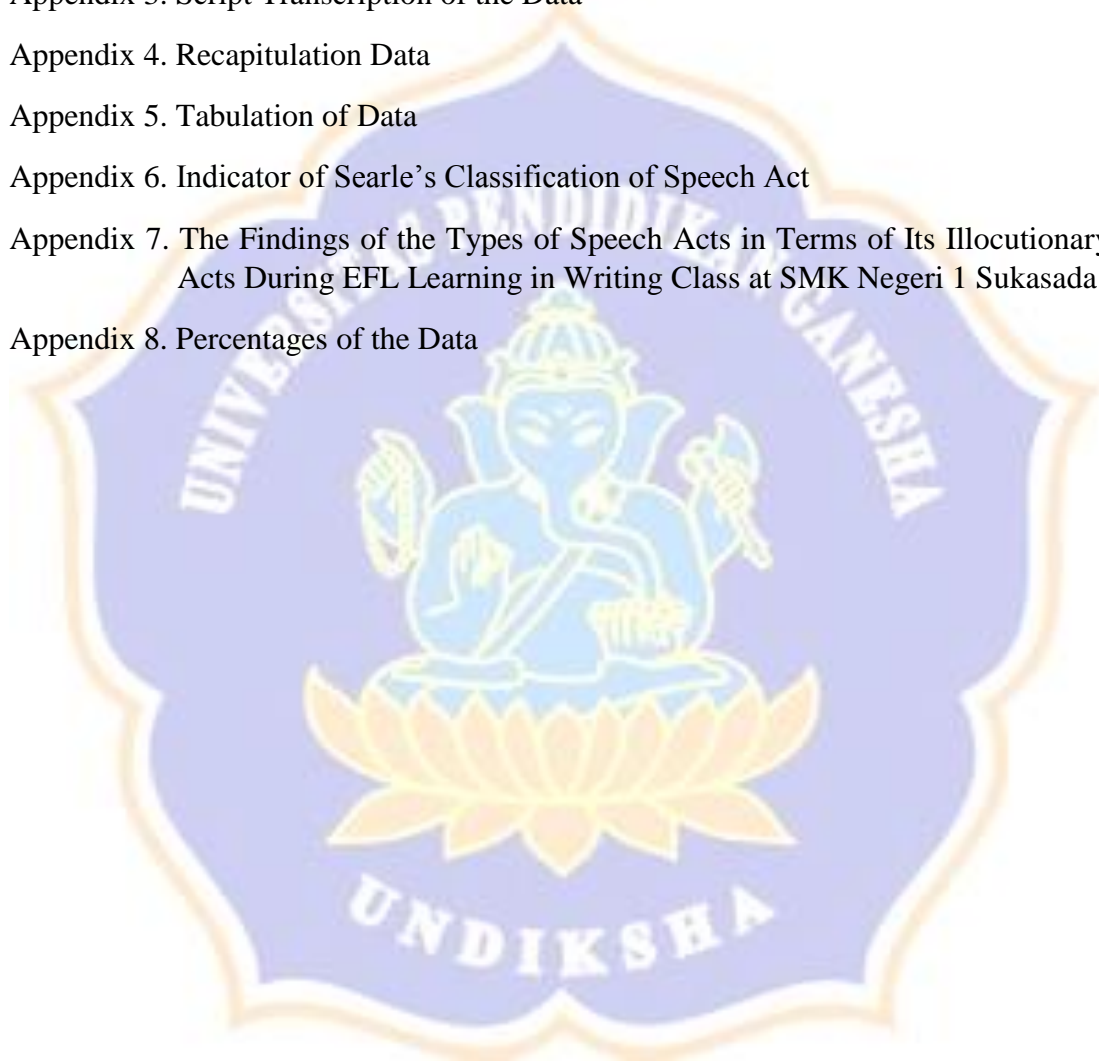 Appendix 3. Script Transcription of the Data
Appendix 4. Recapitulation Data
Appendix 5. Tabulation of Data
Appendix 6. Indicator of Searle's Classification of Speech Act
Appendix 7. The Findings of the Types of Speech Acts in Terms of Its Illocutionary
Acts During EFL Learning in Writing Class at SMK Negeri 1 Sukasada
Appendix 8. Percentages of the Data
UNIVERSITAS PENDIDIKAN GANESHA
UNDIKSHA